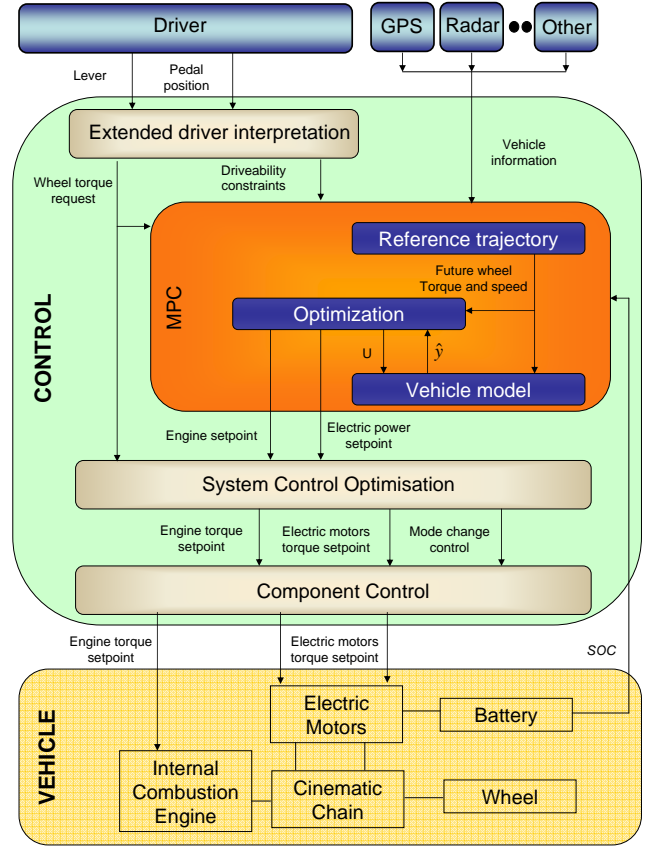 Driver
GPS
Radar
Other
Lever
Pedal
position
Extended driver interpretation
Vehicle
information
Wheel torque
request
Driveability
constraints
CONTROL
MPC
Reference trajectory
Future wheel
Torque and speed
Optimization
U
ŷ
Vehicle model
Engine setpoint
Electric power
setpoint
System Control Optimisation
Engine torque
setpoint
Electric motors
torque setpoint
Mode change
control
Component Control
Engine torque
setpoint
Electric motors
torque setpoint
SOC
VEHICLE
Electric
Motors
Battery
Internal
Combustion
Engine
Cinematic
Chain
Wheel